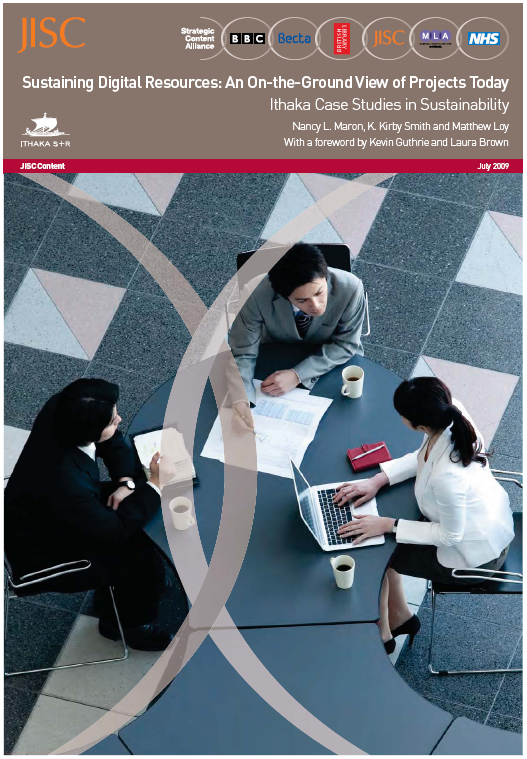 JISC
Strategic
Content
Alliance
BBC
Becta
BRITISH
LIBRARY
JISC
MLA
NHS
Sustaining Digital Resources: An On-the-Ground View of Projects Today
Ithaka Case Studies in Sustainability
Nancy L. Maron, K. Kirby Smith and Matthew Loy
With a foreword by Kevin Guthrie and Laura Brown
ITHAKA S+R
JISC Content
July 2009